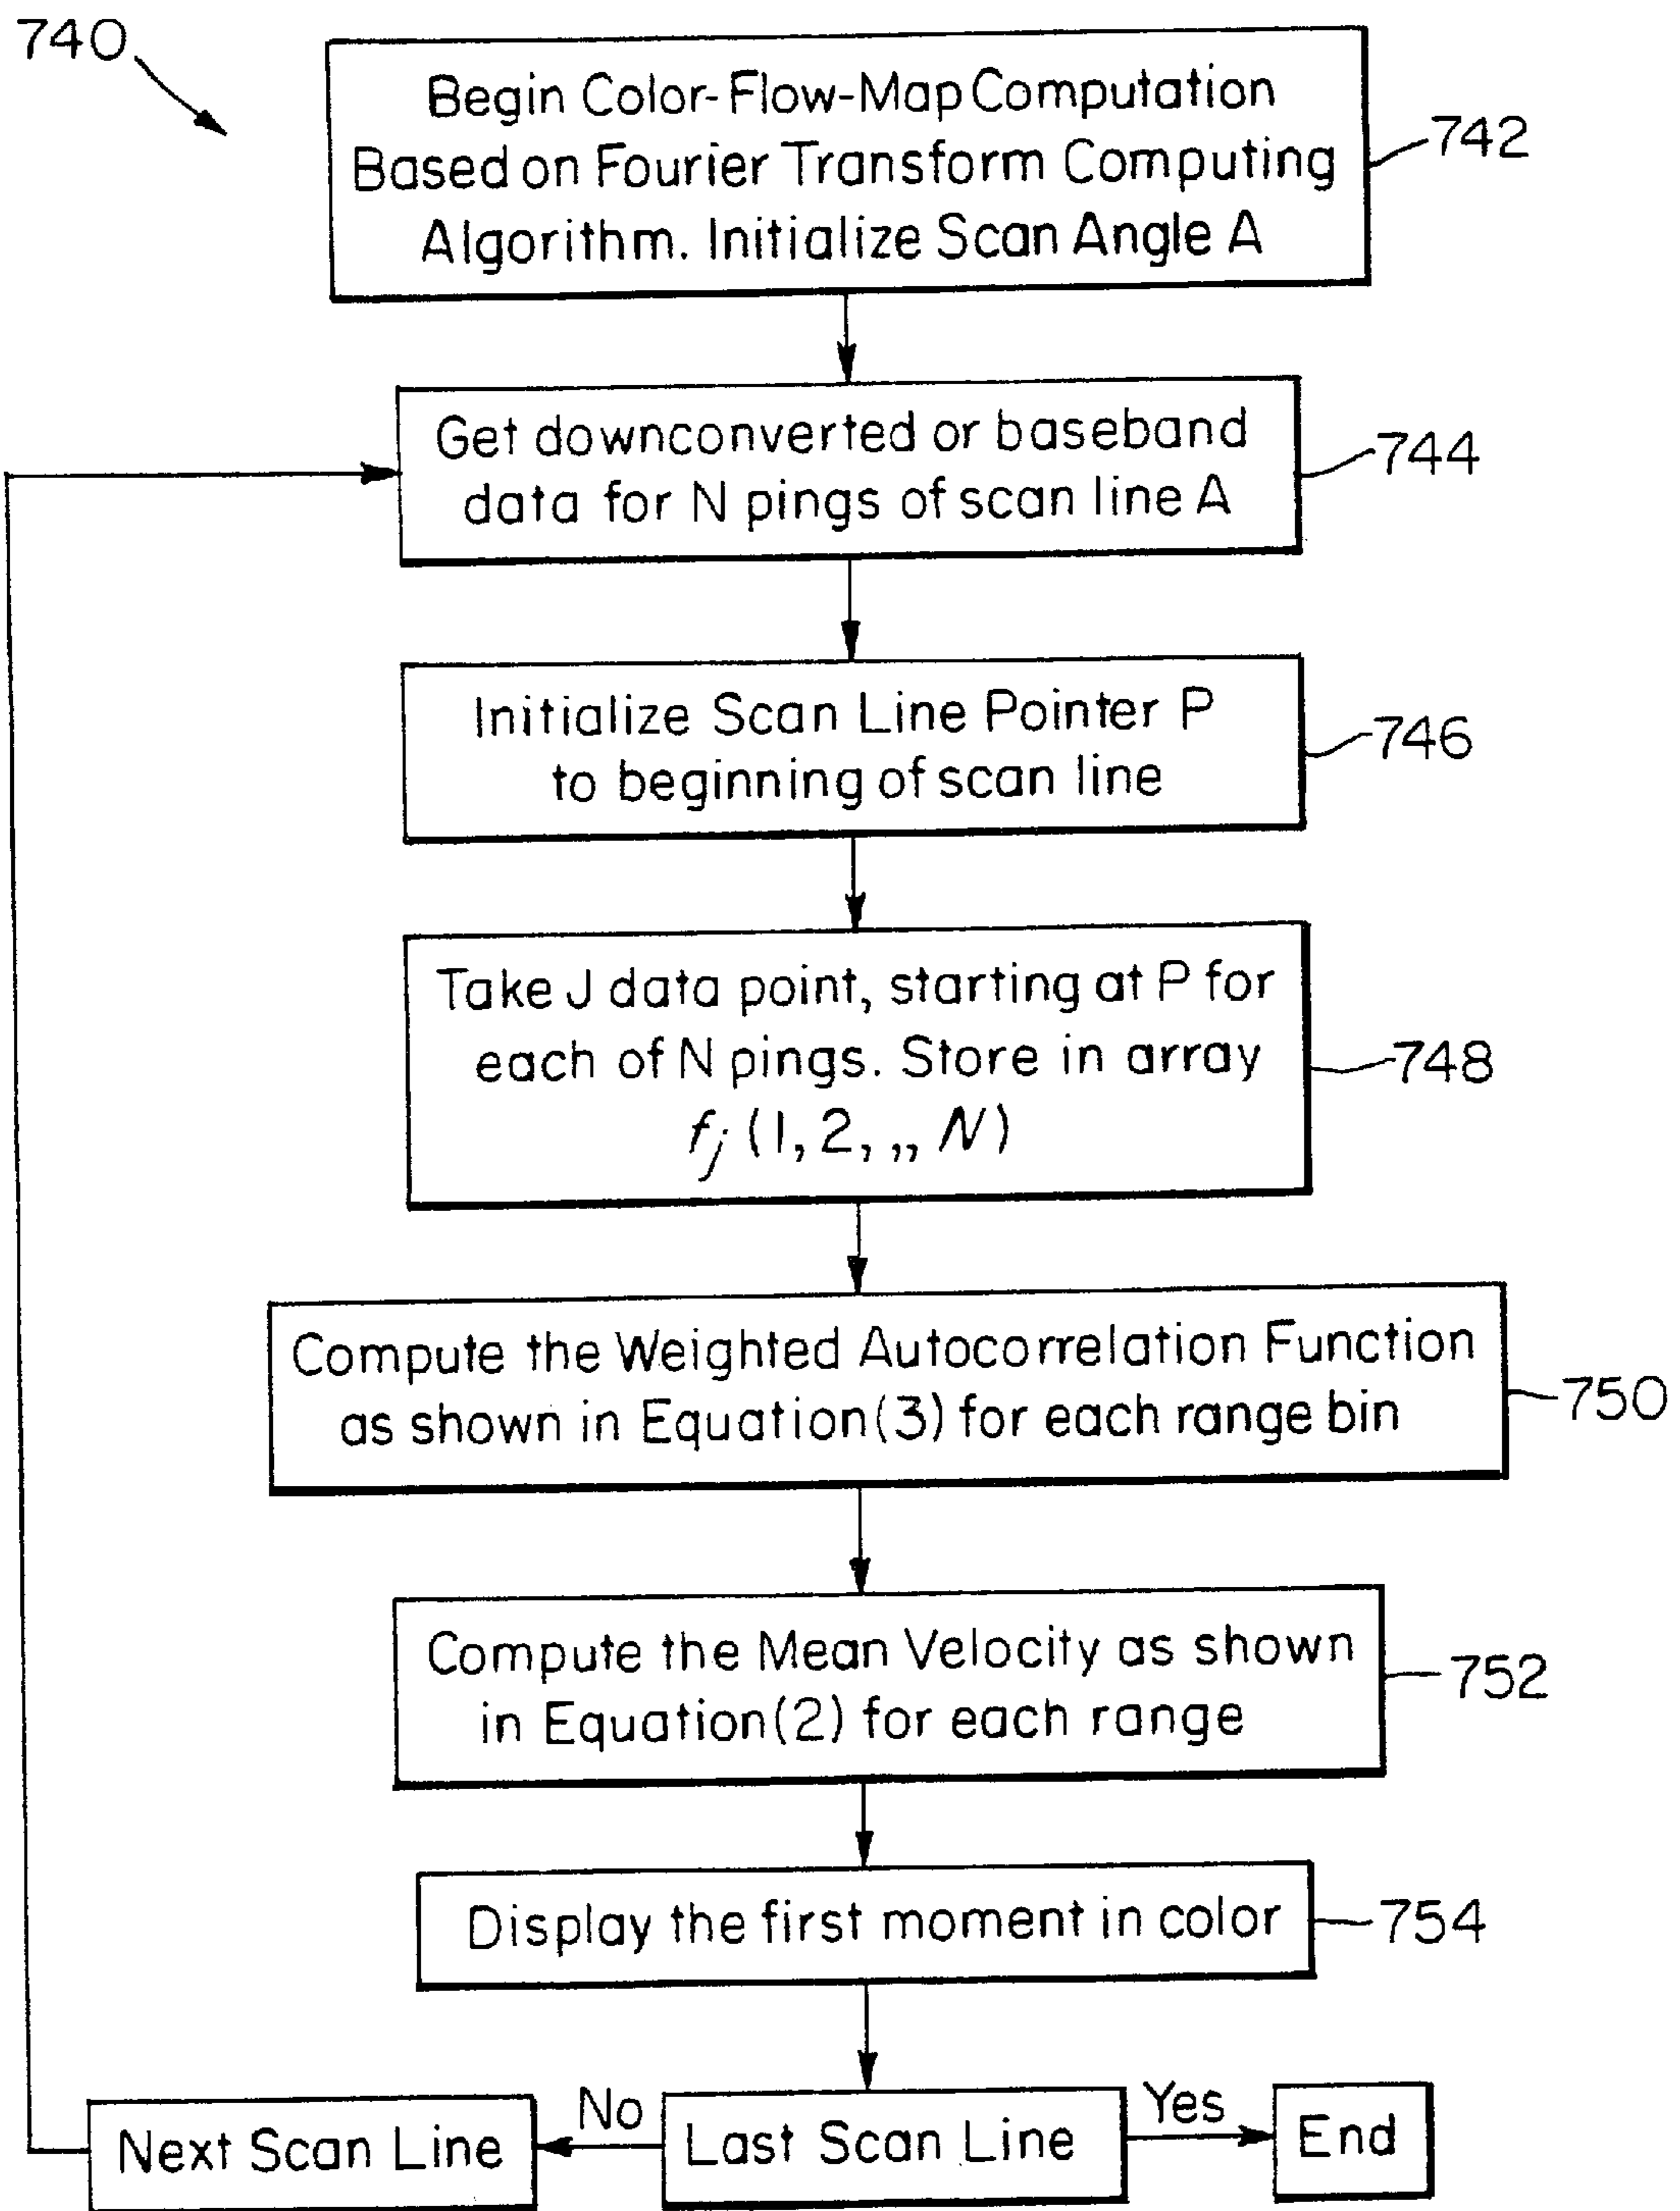 740
Begin Color-Flow-Map Computation
Based on Fourier Transform Computing
Algorithm. Initialize Scan Angle A
742
Get downconverted or baseband
data for N pings of scan line A
744
Initialize Scan Line Pointer P
to beginning of scan line
746
Take J data point, starting at P for
each of N pings. Store in array
fj (1, 2, ,, N)
748
Compute the Weighted Autocorrelation Function
as shown in Equation(3) for each range bin
750
Compute the Mean Velocity as shown
in Equation(2) for each range
752
Display the first moment in color
754
Next Scan Line
No
Last Scan Line
Yes
End